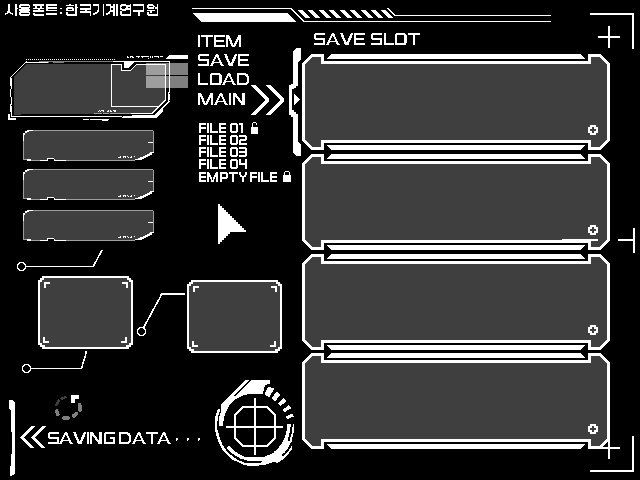 사용폰트: 한국기계연구원
ITEM
SAVE
LOAD
MAIN
SAVE SLOT
FILE 01
FILE 02
FILE 03
FILE 04
EMPTY FILE
SAVING DATA...